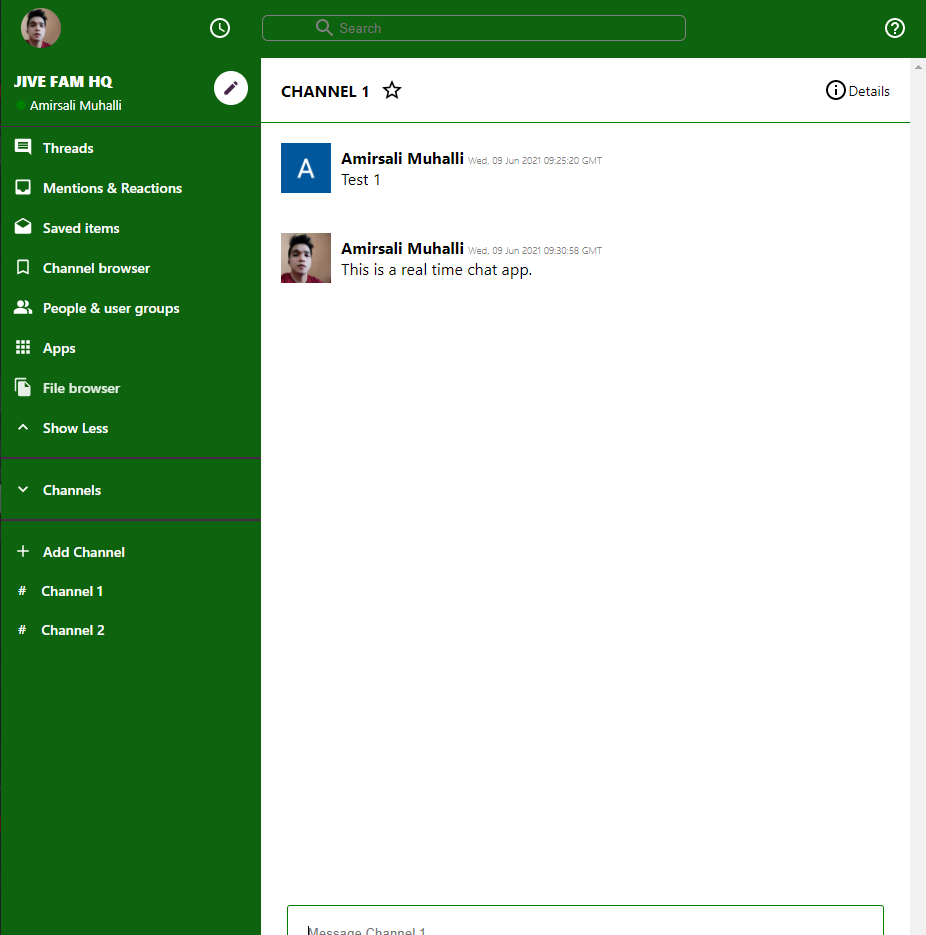 Search
JIVE FAM HQ
Amirsali Muhalli
Threads
Mentions & Reactions
Saved items
Channel browser
People & user groups
Apps
File browser
Show Less
Channels
Add Channel
# Channel 1
# Channel 2
CHANNEL 1
Details
A
Amirsali Muhalli Wed, 09 Jun 2021 09:25:20 GMT
Test 1
Amirsali Muhalli Wed, 09 Jun 2021 09:30:58 GMT
This is a real time chat app.
Message Channel 1